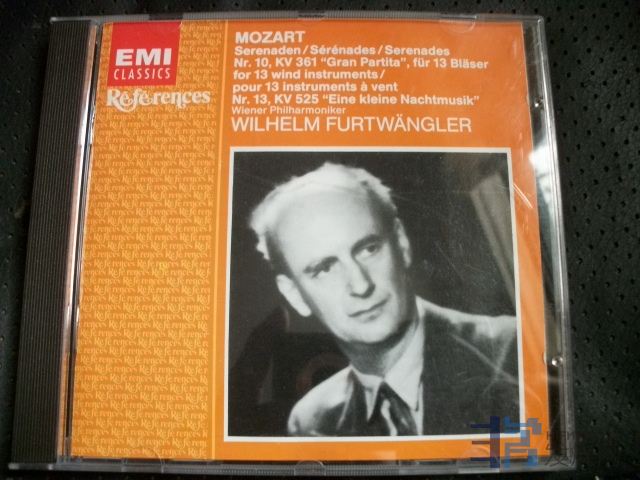 EMI
CLASSICS
Références
MOZART
Serenaden/Sérénades/Serenades
Nr. 10, KV 361 "Gran Partita", für 13 Bläser
for 13 wind instruments/
pour 13 instruments à vent
Nr. 13, KV 525 "Eine kleine Nachtmusik"
Wiener Philharmoniker
WILHELM FURTWÄNGLER